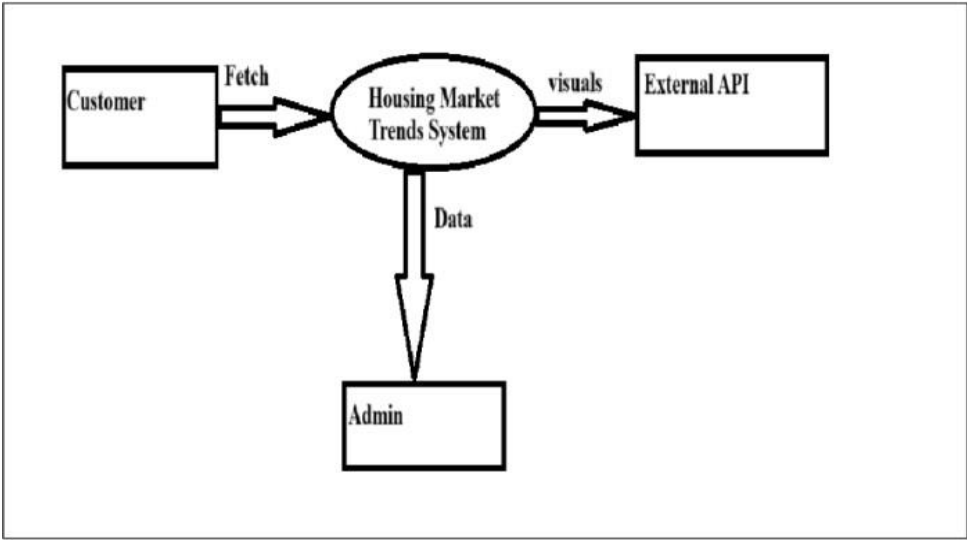 Customer
Fetch
Housing Market
Trends System
visuals
External API
Data
Admin